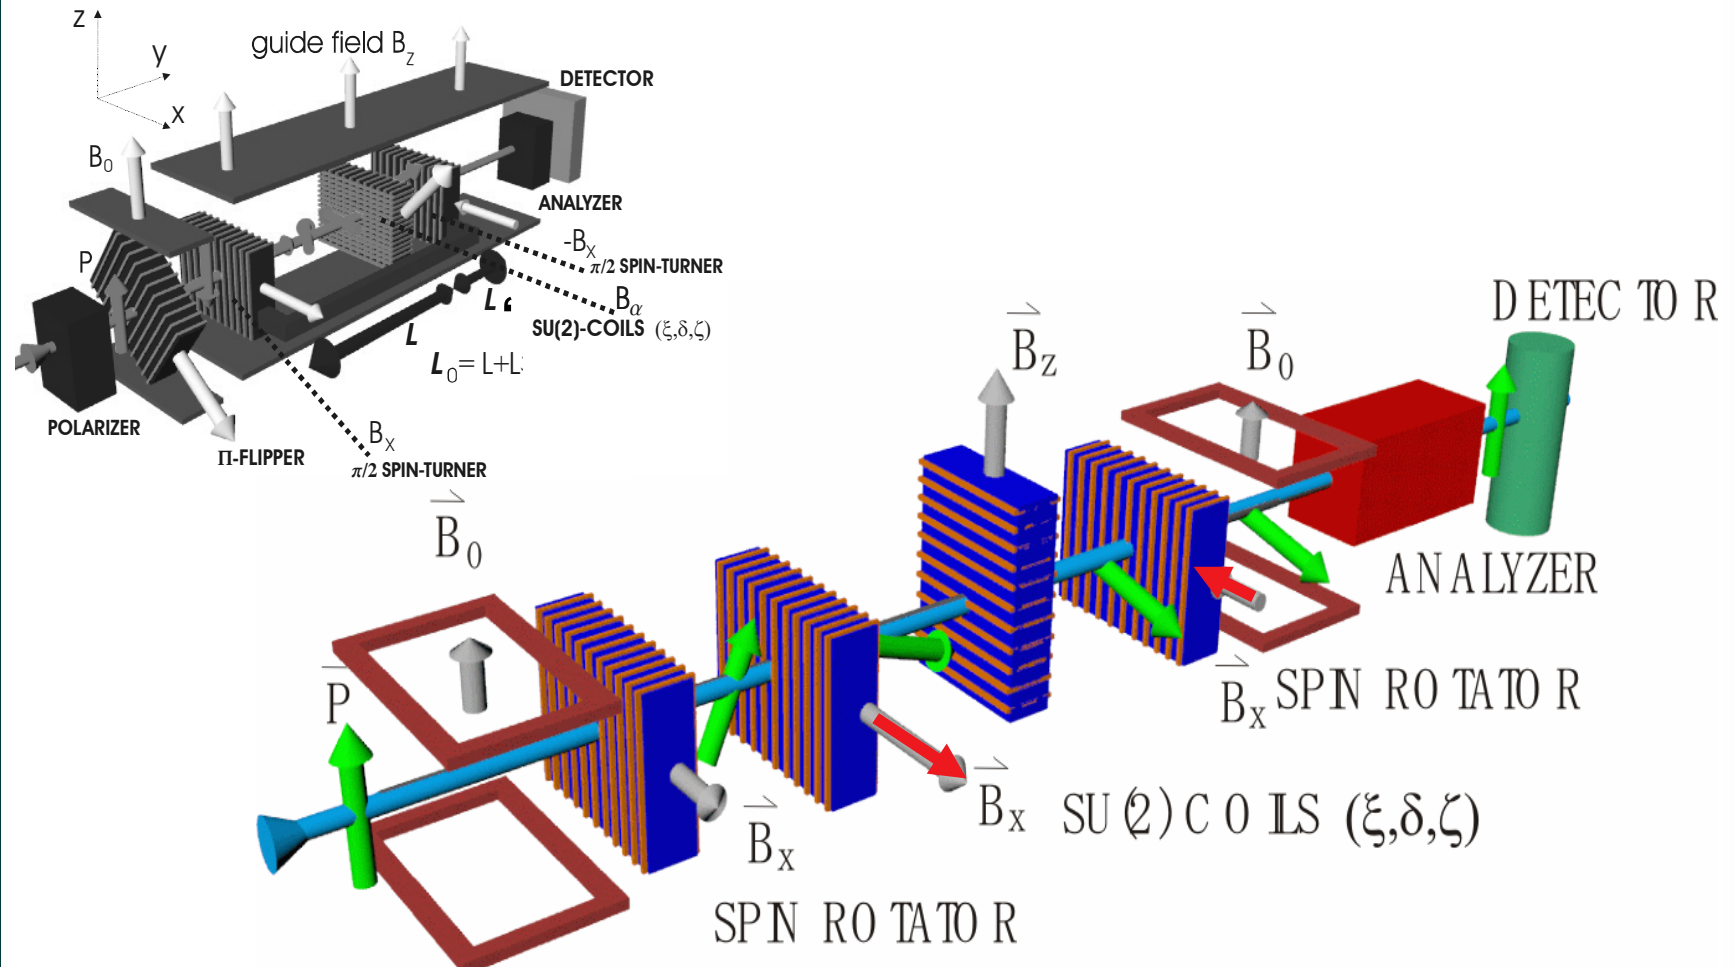 z
y
x
guide field Bz
DETECTOR
B0
ANALYZER
P
-Bx
π/2 SPIN-TURNER
Bα
SU(2)-COILS (ξ,δ,ζ)
L‘
L
L0= L+L
POLARIZER
Π-FLIPPER
Bx
π/2 SPIN-TURNER
DETECTOR
Bz
B0
ANALYZER
B0
P
Bx SPIN ROTATOR
Bx SU(2) COILS (ξ,δ,ζ)
Bx
SPIN ROTATOR